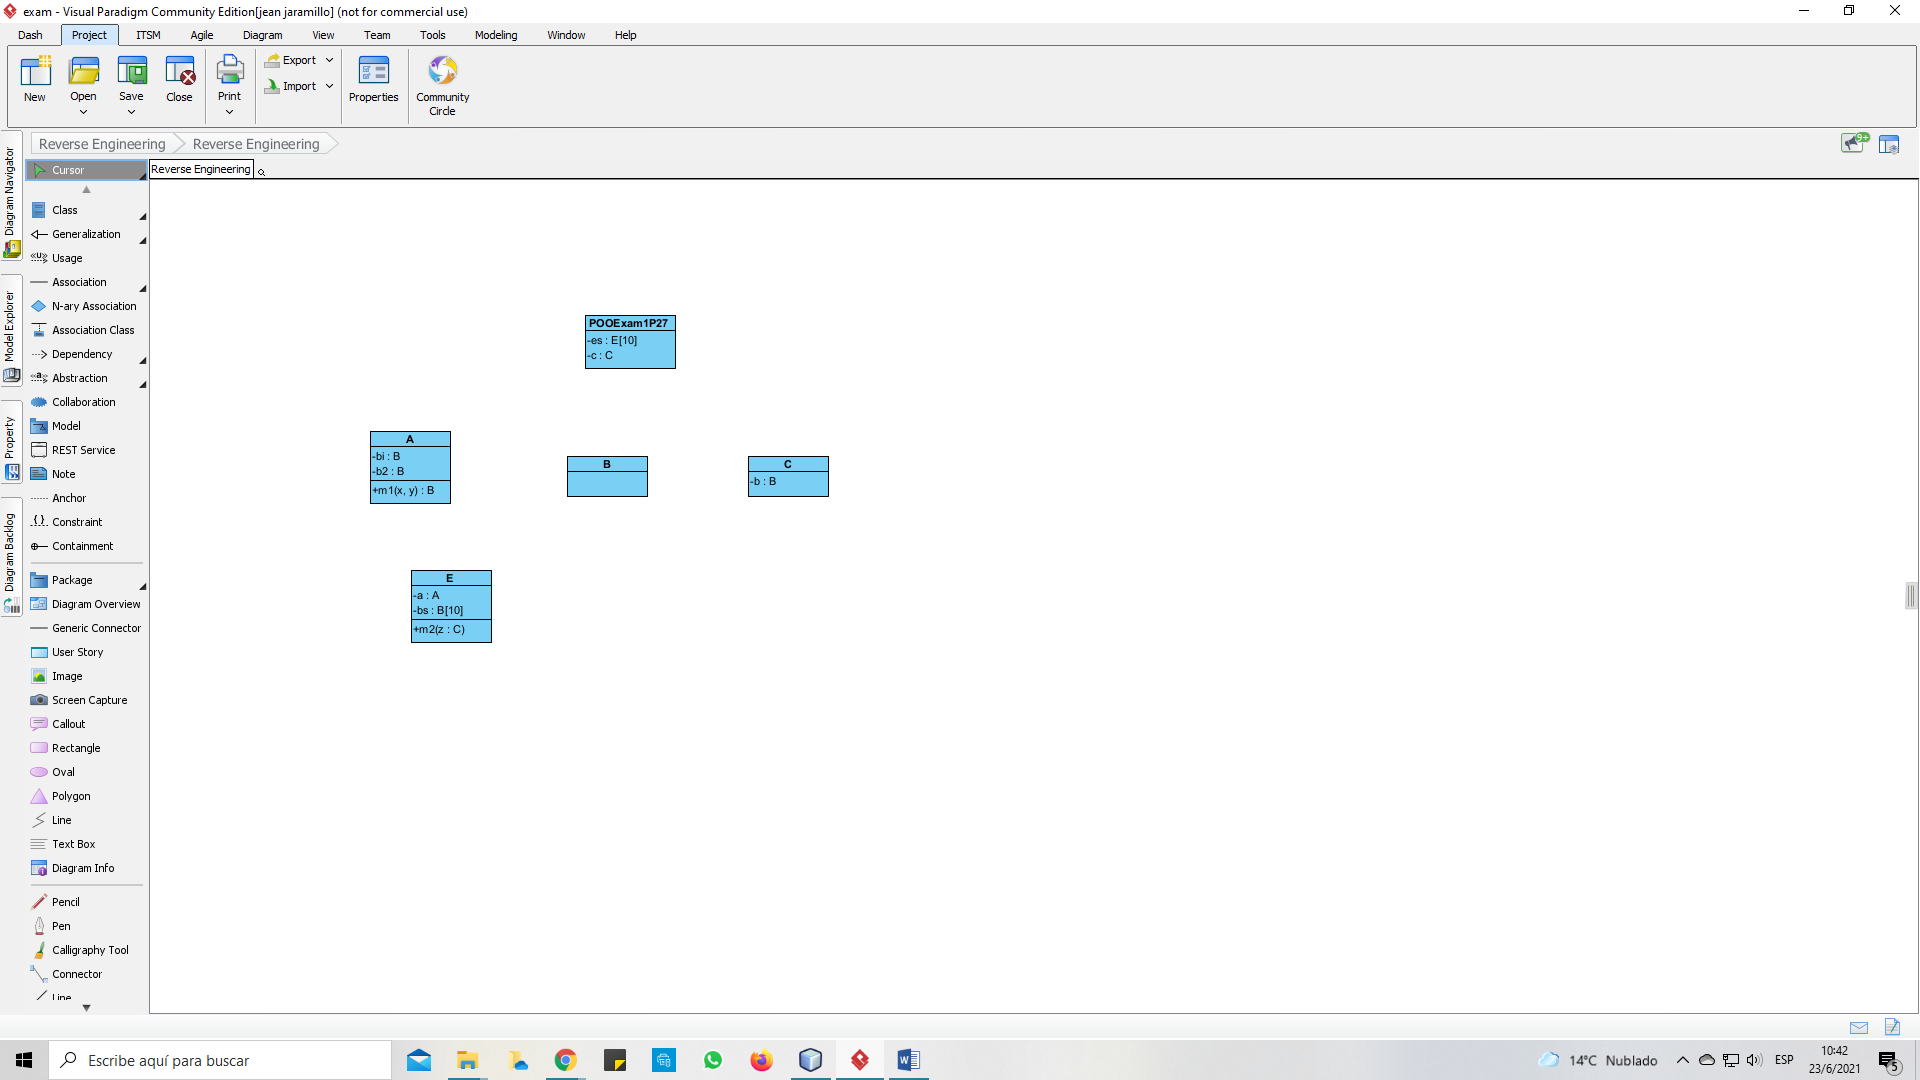 exam - Visual Paradigm Community Edition[jean jaramillo] (not for commercial use)
Dash Project ITSM Agile Diagram View Team Tools Modeling Window Help
New Open Save Close Print Export Import Properties Community Circle
Reverse Engineering Reverse Engineering
9+
Reverse Engineering
Diagram Navigator
Model Explorer
Property
Diagram Backlog
Cursor
Class
Generalization
Usage
Association
N-ary Association
Association Class
Dependency
Abstraction
Collaboration
Model
REST Service
Note
Anchor
Constraint
Containment
Package
Diagram Overview
Generic Connector
User Story
Image
Screen Capture
Callout
Rectangle
Oval
Polygon
Line
Text Box
Diagram Info
Pencil
Pen
Calligraphy Tool
Connector
Line
POOExam1P27
-es : E[10]
-c : C
A
-bi : B
-b2 : B
+m1(x, y) : B
B
C
-b : B
E
-a : A
-bs : B[10]
+m2(z : C)
Escribe aquí para buscar
14°C Nublado
ESP
10:42
23/6/2021
5